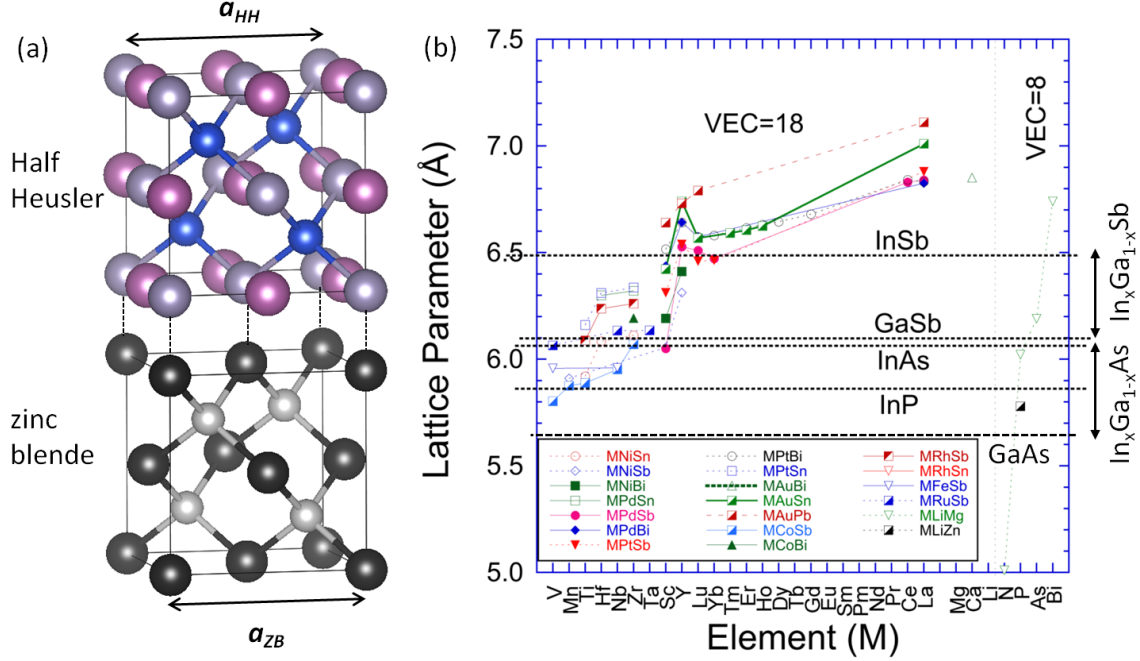 (a)
a_HH
Half
Heusler
zinc
blende
a_ZB
(b)
Lattice Parameter (Å)
7.5
7.0
6.5
6.0
5.5
5.0
VEC=18
VEC=8
InSb
GaSb
InAs
InP
GaAs
In_xGa_1-xSb
In_xGa_1-xAs
MNiSn
MNiSb
MNiBi
MPdSn
MPdSb
MPdBi
MPtSb
MPtBi
MPtSn
MAuBi
MAuSn
MAuPb
MCoSb
MCoBi
MRhSb
MRhSn
MFeSb
MRuSb
MLiMg
MLiZn
V
Mn
Ti
Hf
Nb
Zr
Ta
Sc
Y
Lu
Yb
Tm
Er
Ho
Dy
Tb
Gd
Eu
Sm
Pm
Nd
Pr
Ce
La
Mg
Ca
Li
N
P
As
Bi
Element (M)